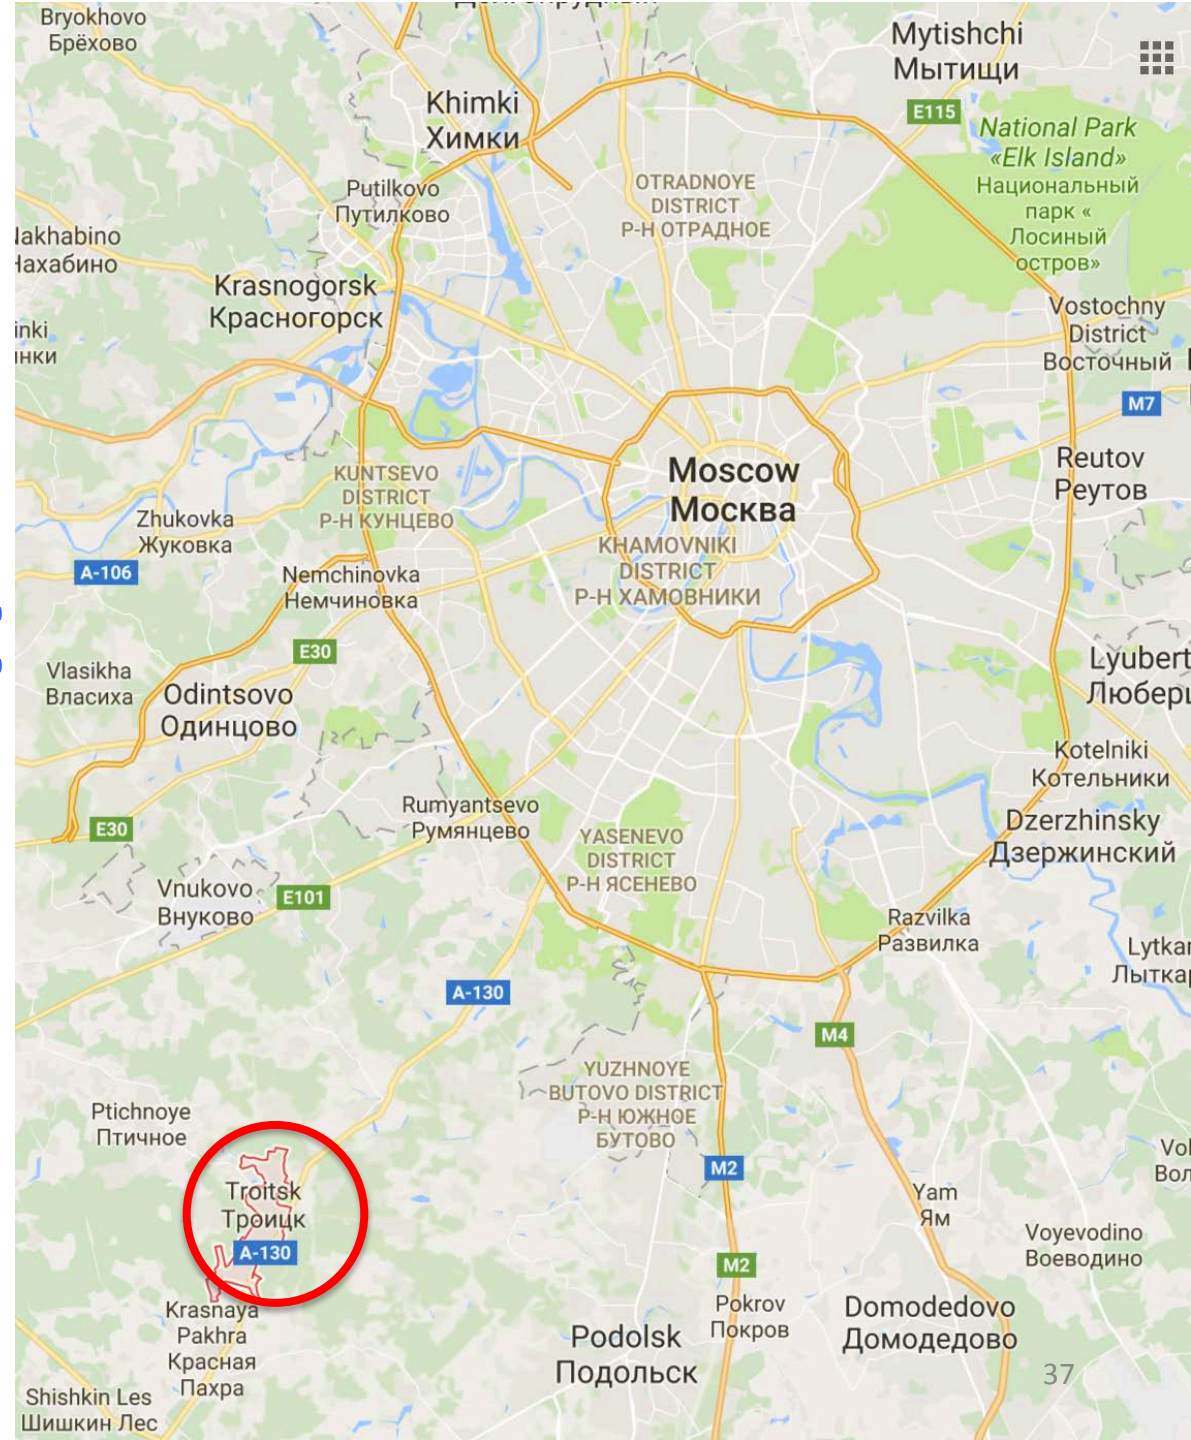 Bryokhovo
Брёхово
Mytishchi
Мытищи
E115
Khimki
Химки
National Park
«Elk Island»
Национальный
парк «
Лосиный
остров»
Putilkovo
Путилково
OTRADNOYE
DISTRICT
Р-Н ОТРАДНОЕ
Krasnogorsk
Красногорск
Vostochny
District
Восточный
M7
KUNTSEVO
DISTRICT
Р-Н КУНЦЕВО
Moscow
Москва
Reutov
Реутов
Zhukovka
Жуковка
A-106
KHAMOVNIKI
DISTRICT
Р-Н ХАМОВНИКИ
Nemchinovka
Немчиновка
E30
Vlasikha
Власиха
Odintsovo
Одинцово
Lyubert
Kotelniki
Котельники
Rumyantsevo
Румянцево
E30
YASENEVO
DISTRICT
Р-Н ЯСЕНЕВО
Dzerzhinsky
Дзержинский
Vnukovo
Внуково
E101
Razvilka
Развилка
A-130
M4
YUZHNOYE
BUTOVO DISTRICT
Р-Н ЮЖНОЕ
БУТОВО
Ptichnoye
Птичное
M2
Troitsk
Троицк
A-130
Yam
Ям
Voyevodino
Воеводино
M2
Krasnaya
Pakhra
Красная
Пахра
Pokrov
Покров
Podolsk
Подольск
Domodedovo
Домодедово
37
Shishkin Les
Шишкин Лес